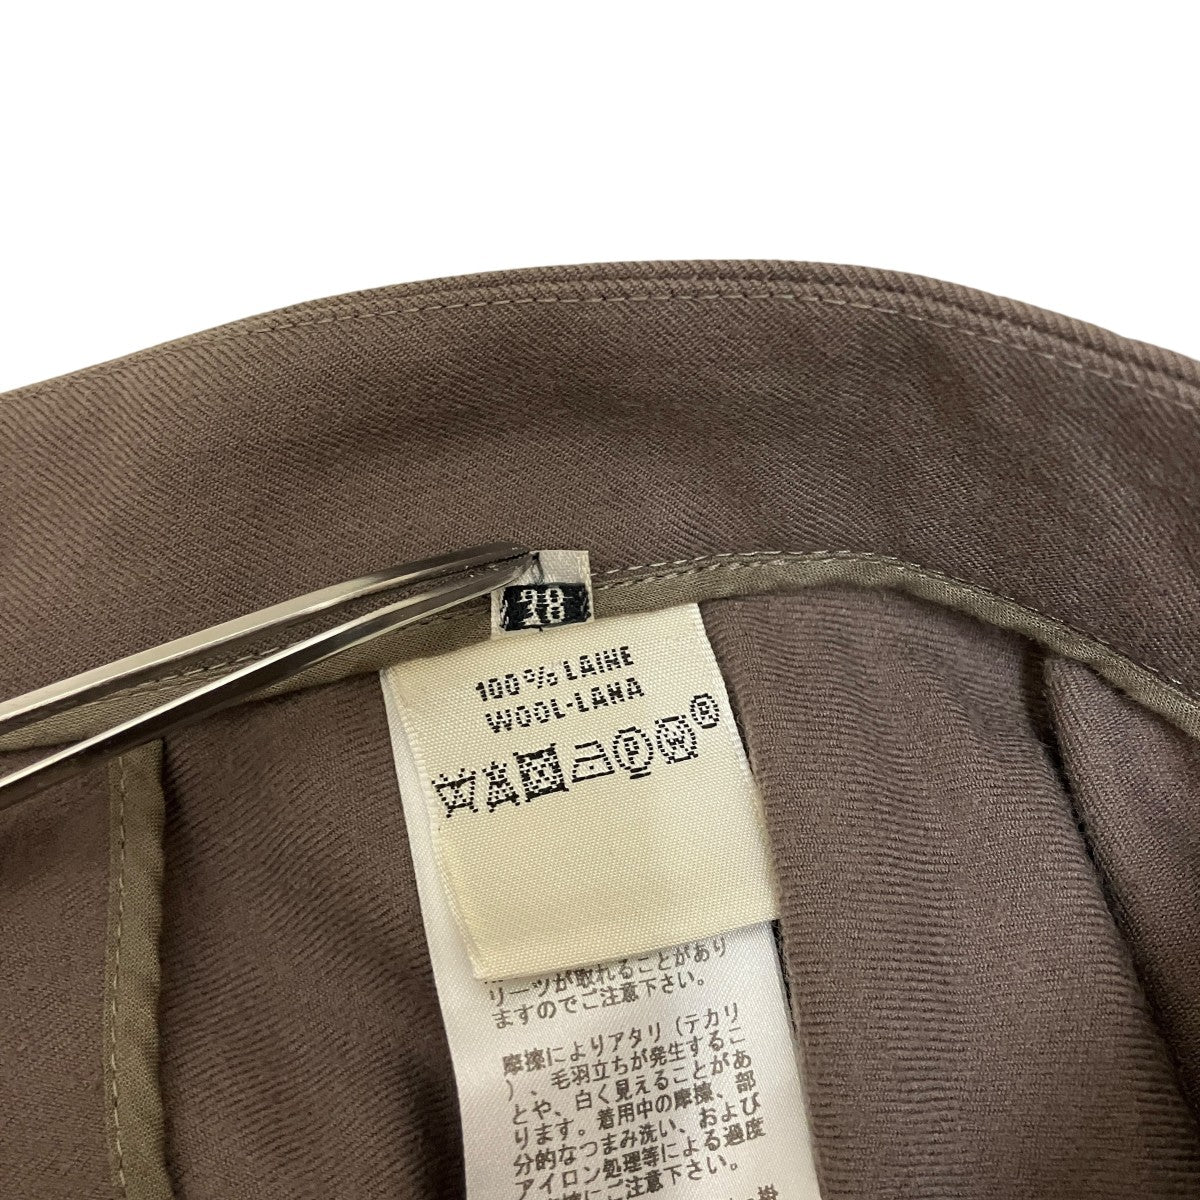 100% LAINE
WOOL-LANA
P W R
リーツが取れることがあり
ますのでご注意下さい。
摩擦によりアタリ（テカリ
）、毛羽立ちが発生するこ
とや、白く見えることがあ
ります。着用中の摩擦、部
分的なつまみ洗い、および
アイロン処理等による過度